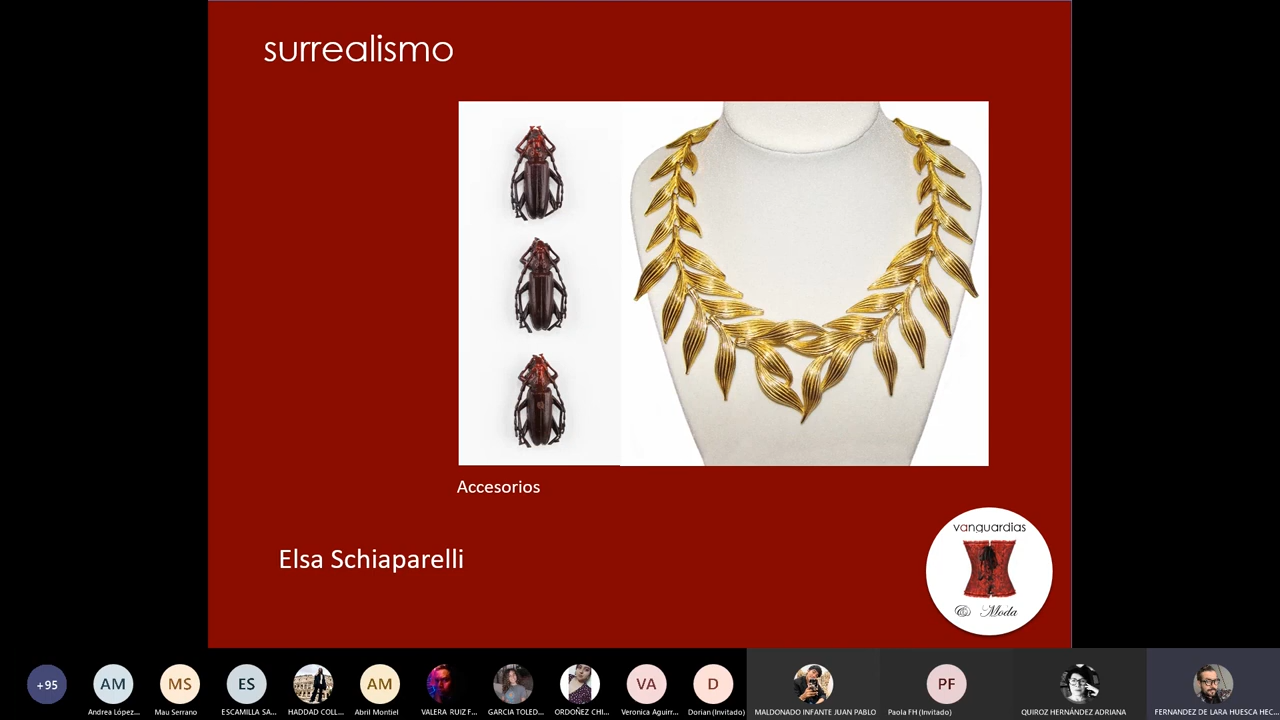 surrealismo
Accesorios
Elsa Schiaparelli
vanguardias
& Moda
+95
AM
MS
ES
AM
VA
D
PF
Andrea López...
Mau Serrano
ESCAMILLA SA...
HADDAD COLL...
Abril Montiel
VALERA RUIZ F...
GARCIA TOLED...
ORDOÑEZ CHI...
Veronica Aguirr...
Dorian (Invitado)
MALDONADO INFANTE JUAN PABLO
Paola FH (Invitado)
QUIROZ HERNÁNDEZ ADRIANA
FERNANDEZ DE LARA HUESCA HEC...